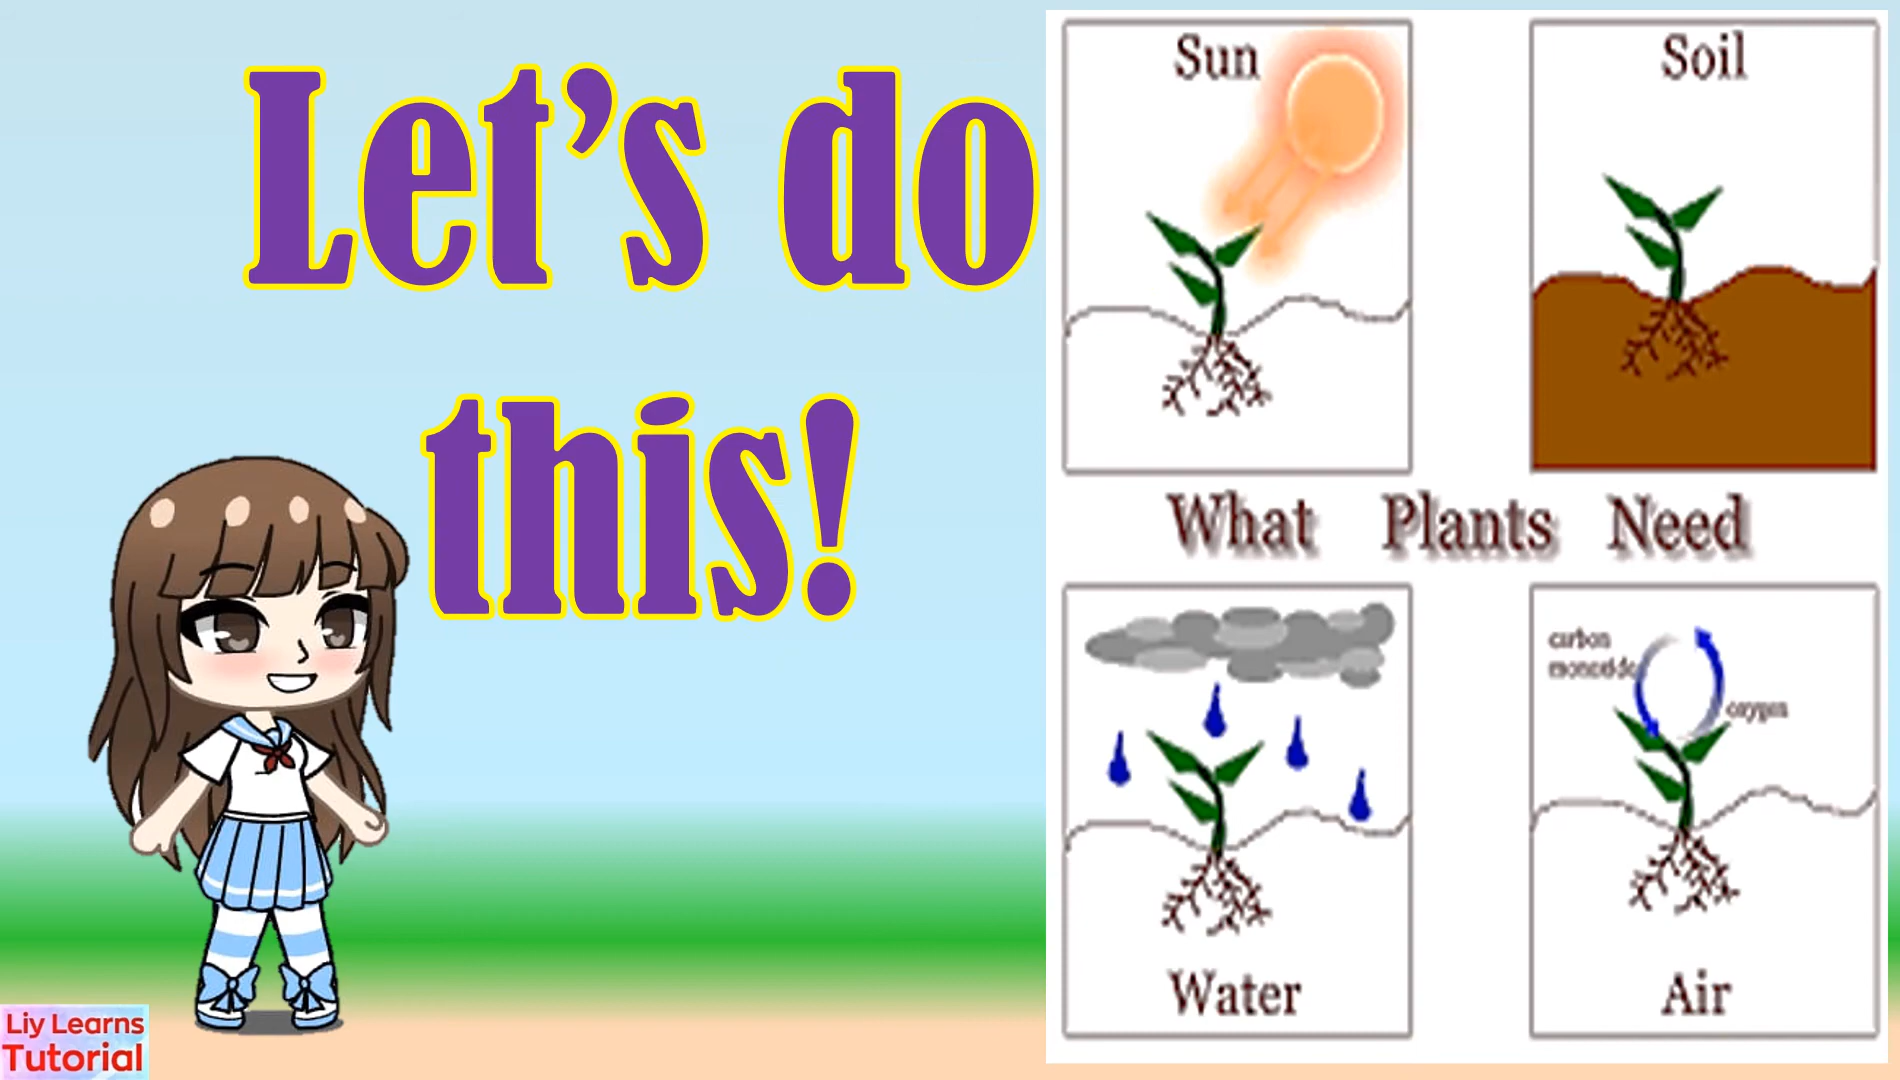 Let's do
this!
Sun
Soil
What Plants Need
carbon
monoxide
oxygen
Water
Air
Liy Learns
Tutorial